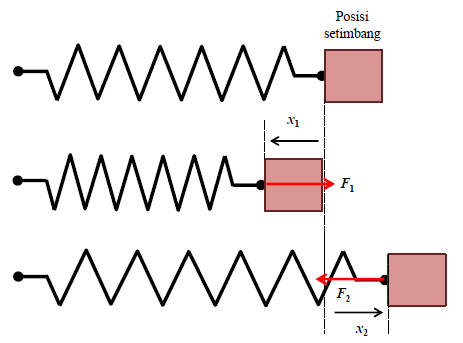 Posisi
setimbang
x₁
F₁
F₂
x₂